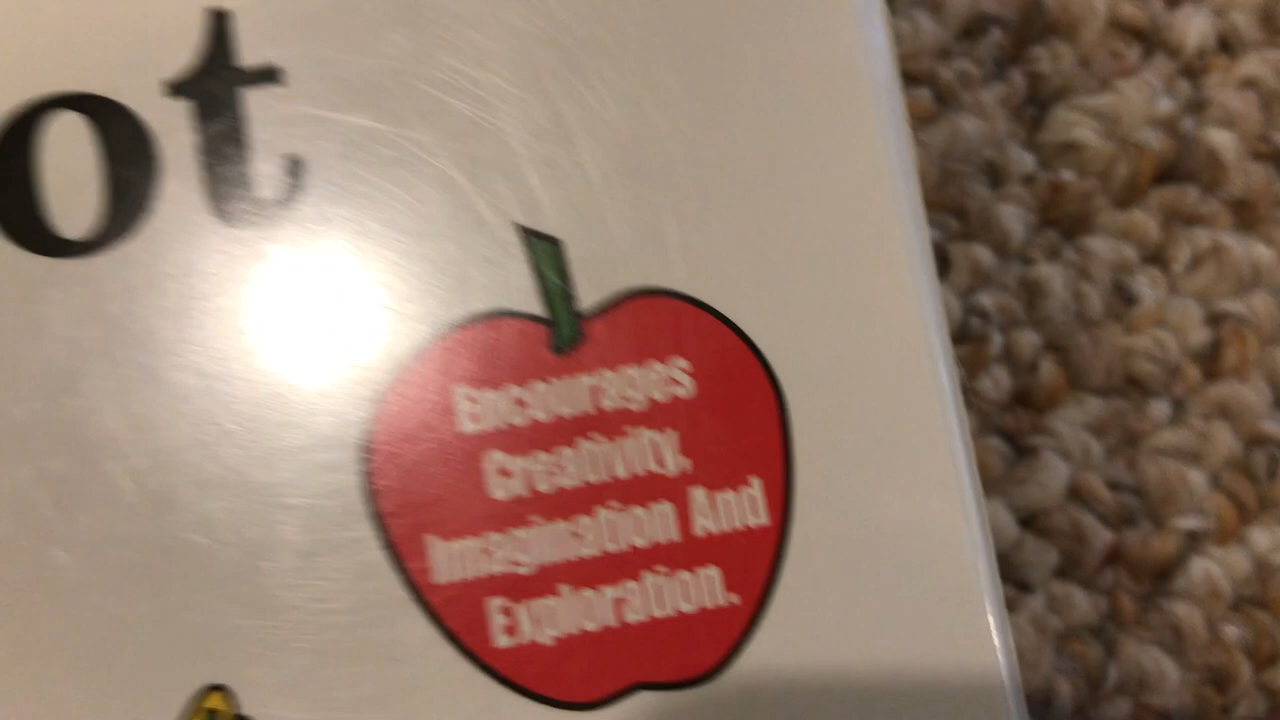 ot
Encourages
Creativity,
Imagination And
Exploration.